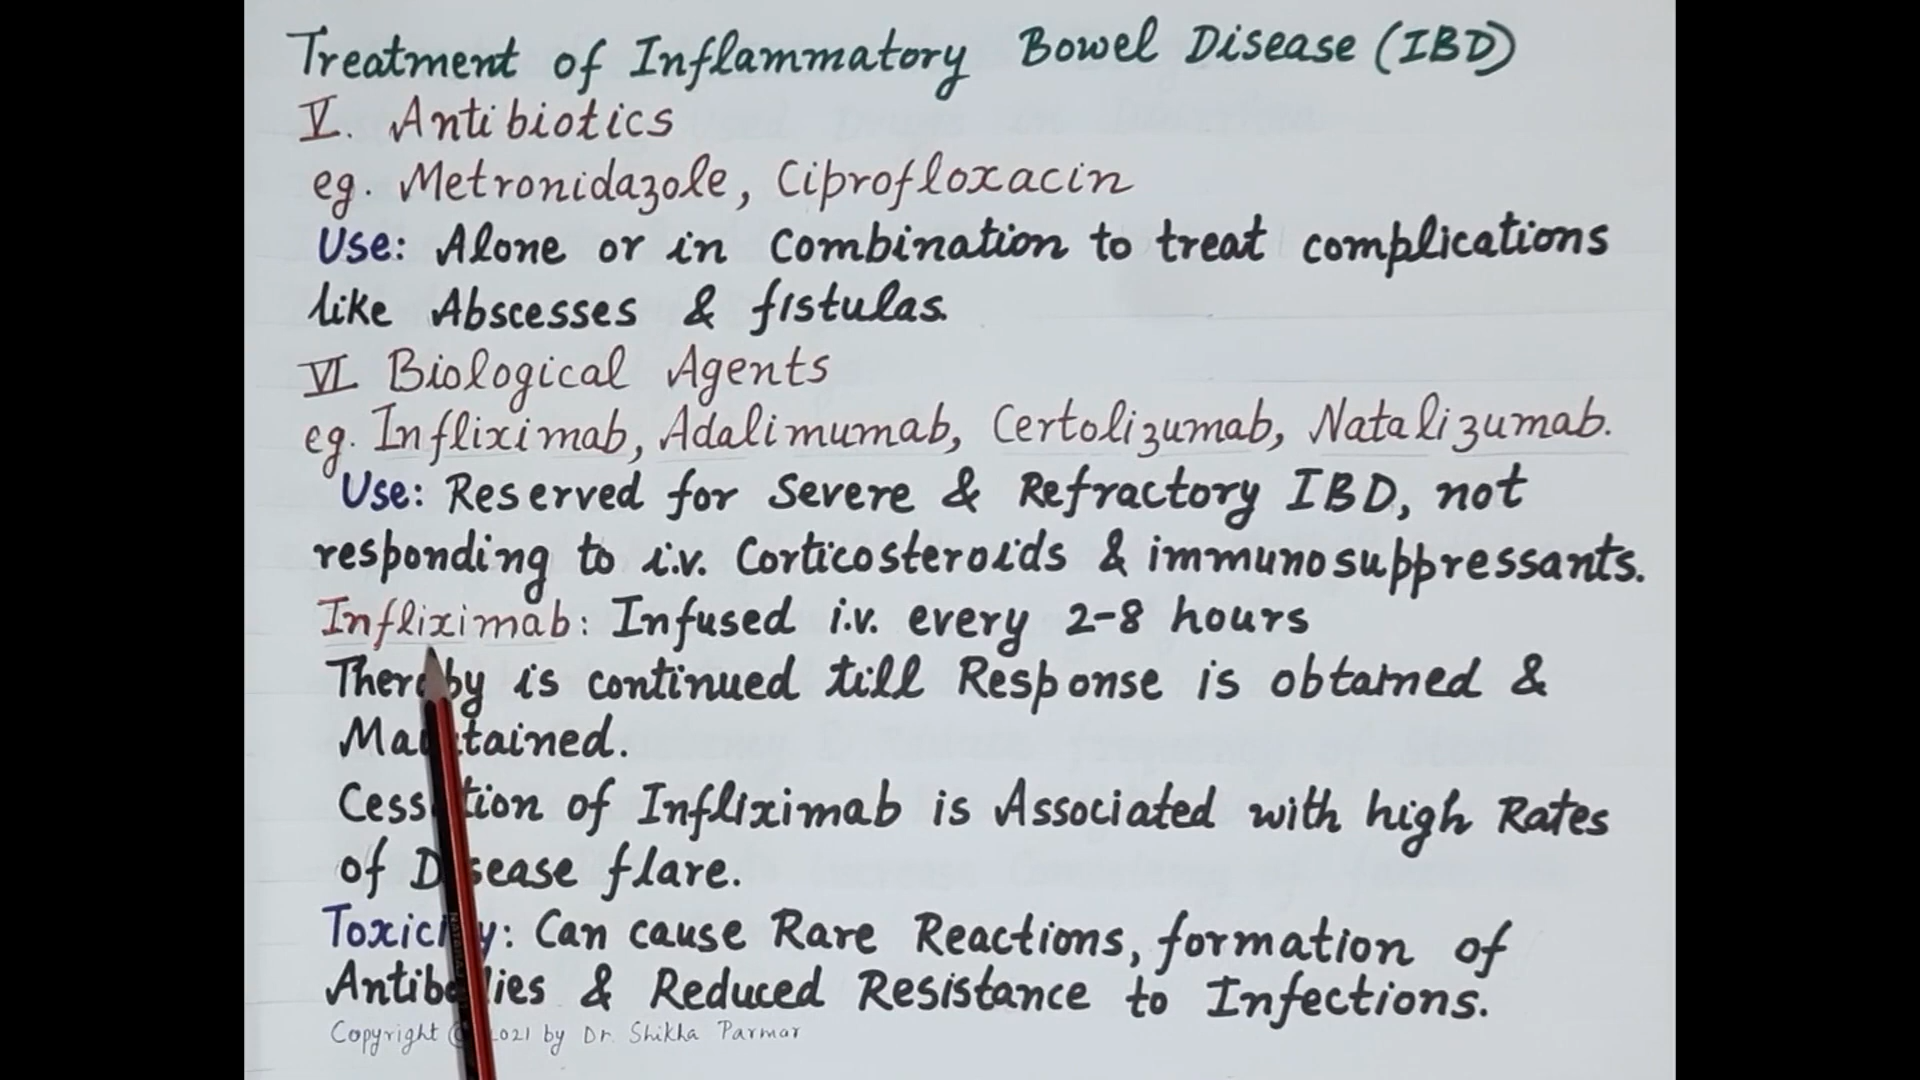 Treatment of Inflammatory Bowel Disease (IBD)
V. Antibiotics
eg. Metronidazole, Ciprofloxacin
Use: Alone or in Combination to treat complications
like Abscesses & fistulas.
VI Biological Agents
eg. Infliximab, Adalimumab, Certolizumab, Natalizumab.
Use: Reserved for Severe & Refractory IBD, not
responding to i.v. Corticosteroids & immunosuppressants.
Infliximab: Infused i.v. every 2-8 hours
Thereby is continued till Response is obtained &
Maintained.
Cessation of Infliximab is Associated with high Rates
of Disease flare.
Toxicity: Can cause Rare Reactions, formation of
Antibodies & Reduced Resistance to Infections.
Copyright © 2021 by Dr. Shikha Parmar